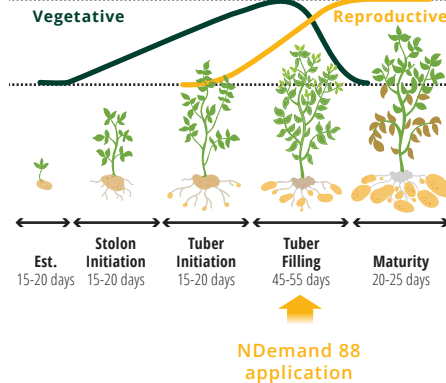 Vegetative
Reproductive
Est.
15-20 days
Stolon
Initiation
15-20 days
Tuber
Initiation
15-20 days
Tuber
Filling
45-55 days
Maturity
20-25 days
NDemand 88
application